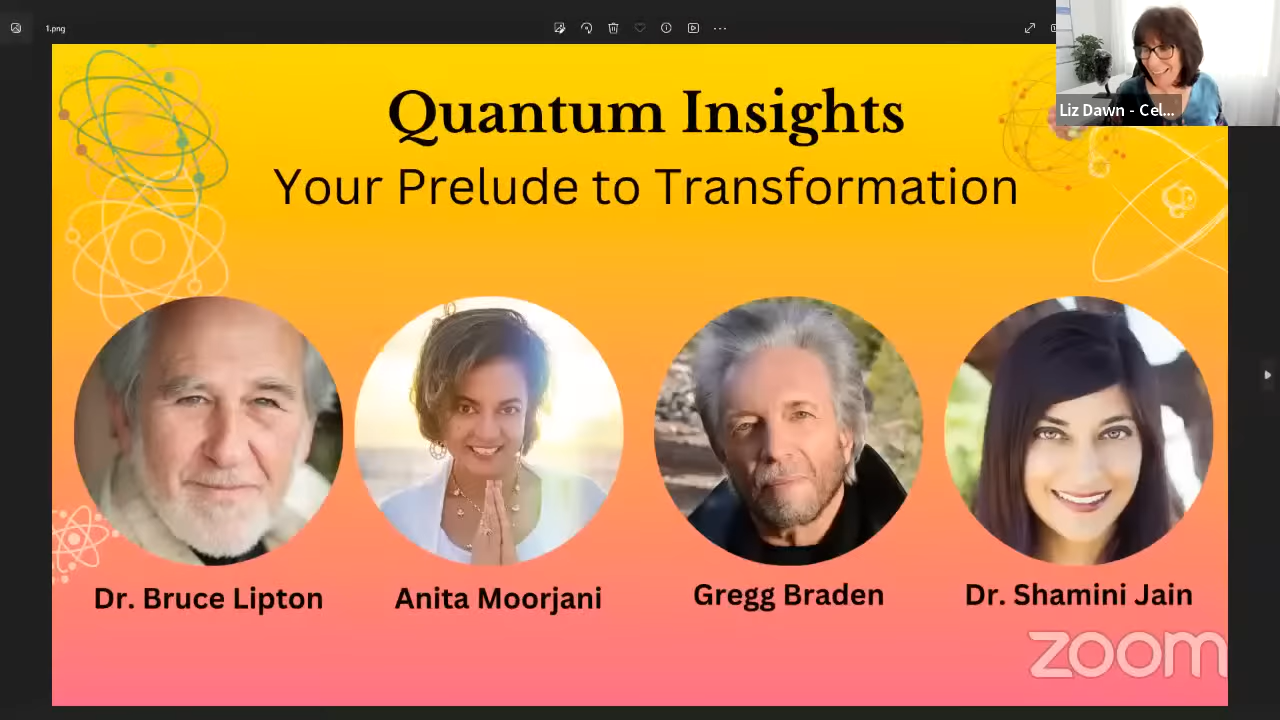 1.png
Liz Dawn - Cel...
Quantum Insights
Your Prelude to Transformation
Dr. Bruce Lipton
Anita Moorjani
Gregg Braden
Dr. Shamini Jain
zoom